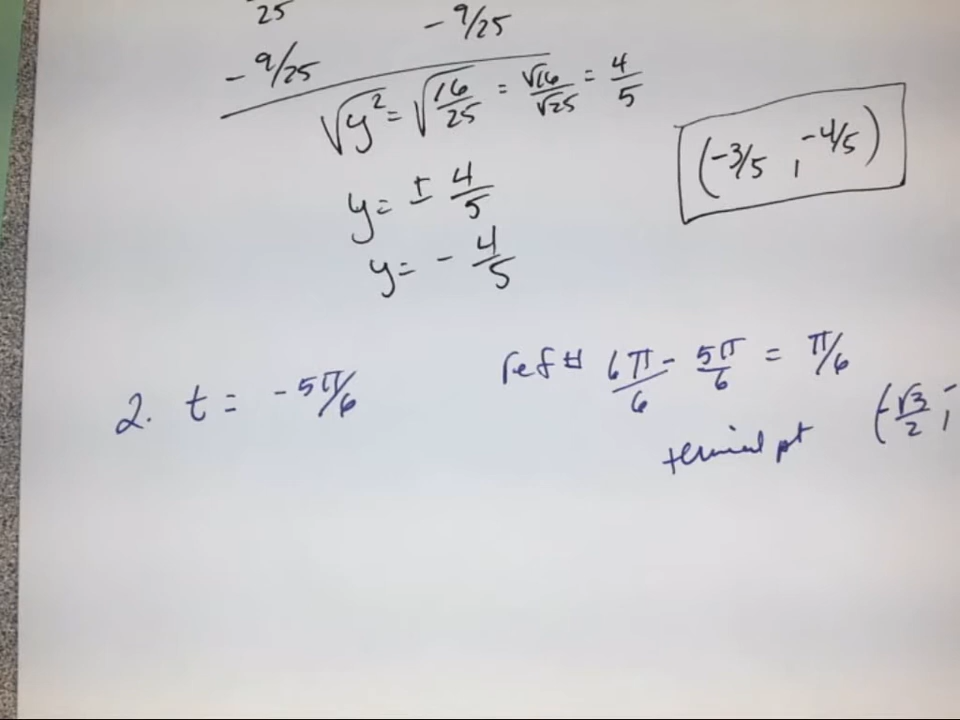 25
- 9/25 - 9/25
√y² = √16/25 = √16/√25 = 4/5
(-3/5 , -4/5)
y = ± 4/5
y = - 4/5
2. t = -5π/6 ref # 6π/6 - 5π/6 = π/6
terminal pt (-√3/2 , -